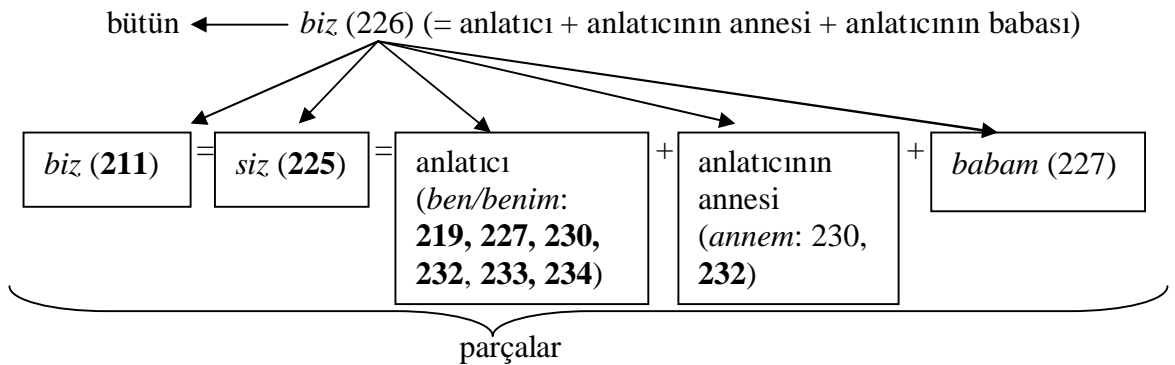 bütün biz (226) (= anlatıcı + anlatıcının annesi + anlatıcının babası)
biz (211) = siz (225) = anlatıcı + anlatıcının + babam (227)
(ben/benim: annesi
219, 227, 230, (annem: 230,
232, 233, 234) 232)
parçalar